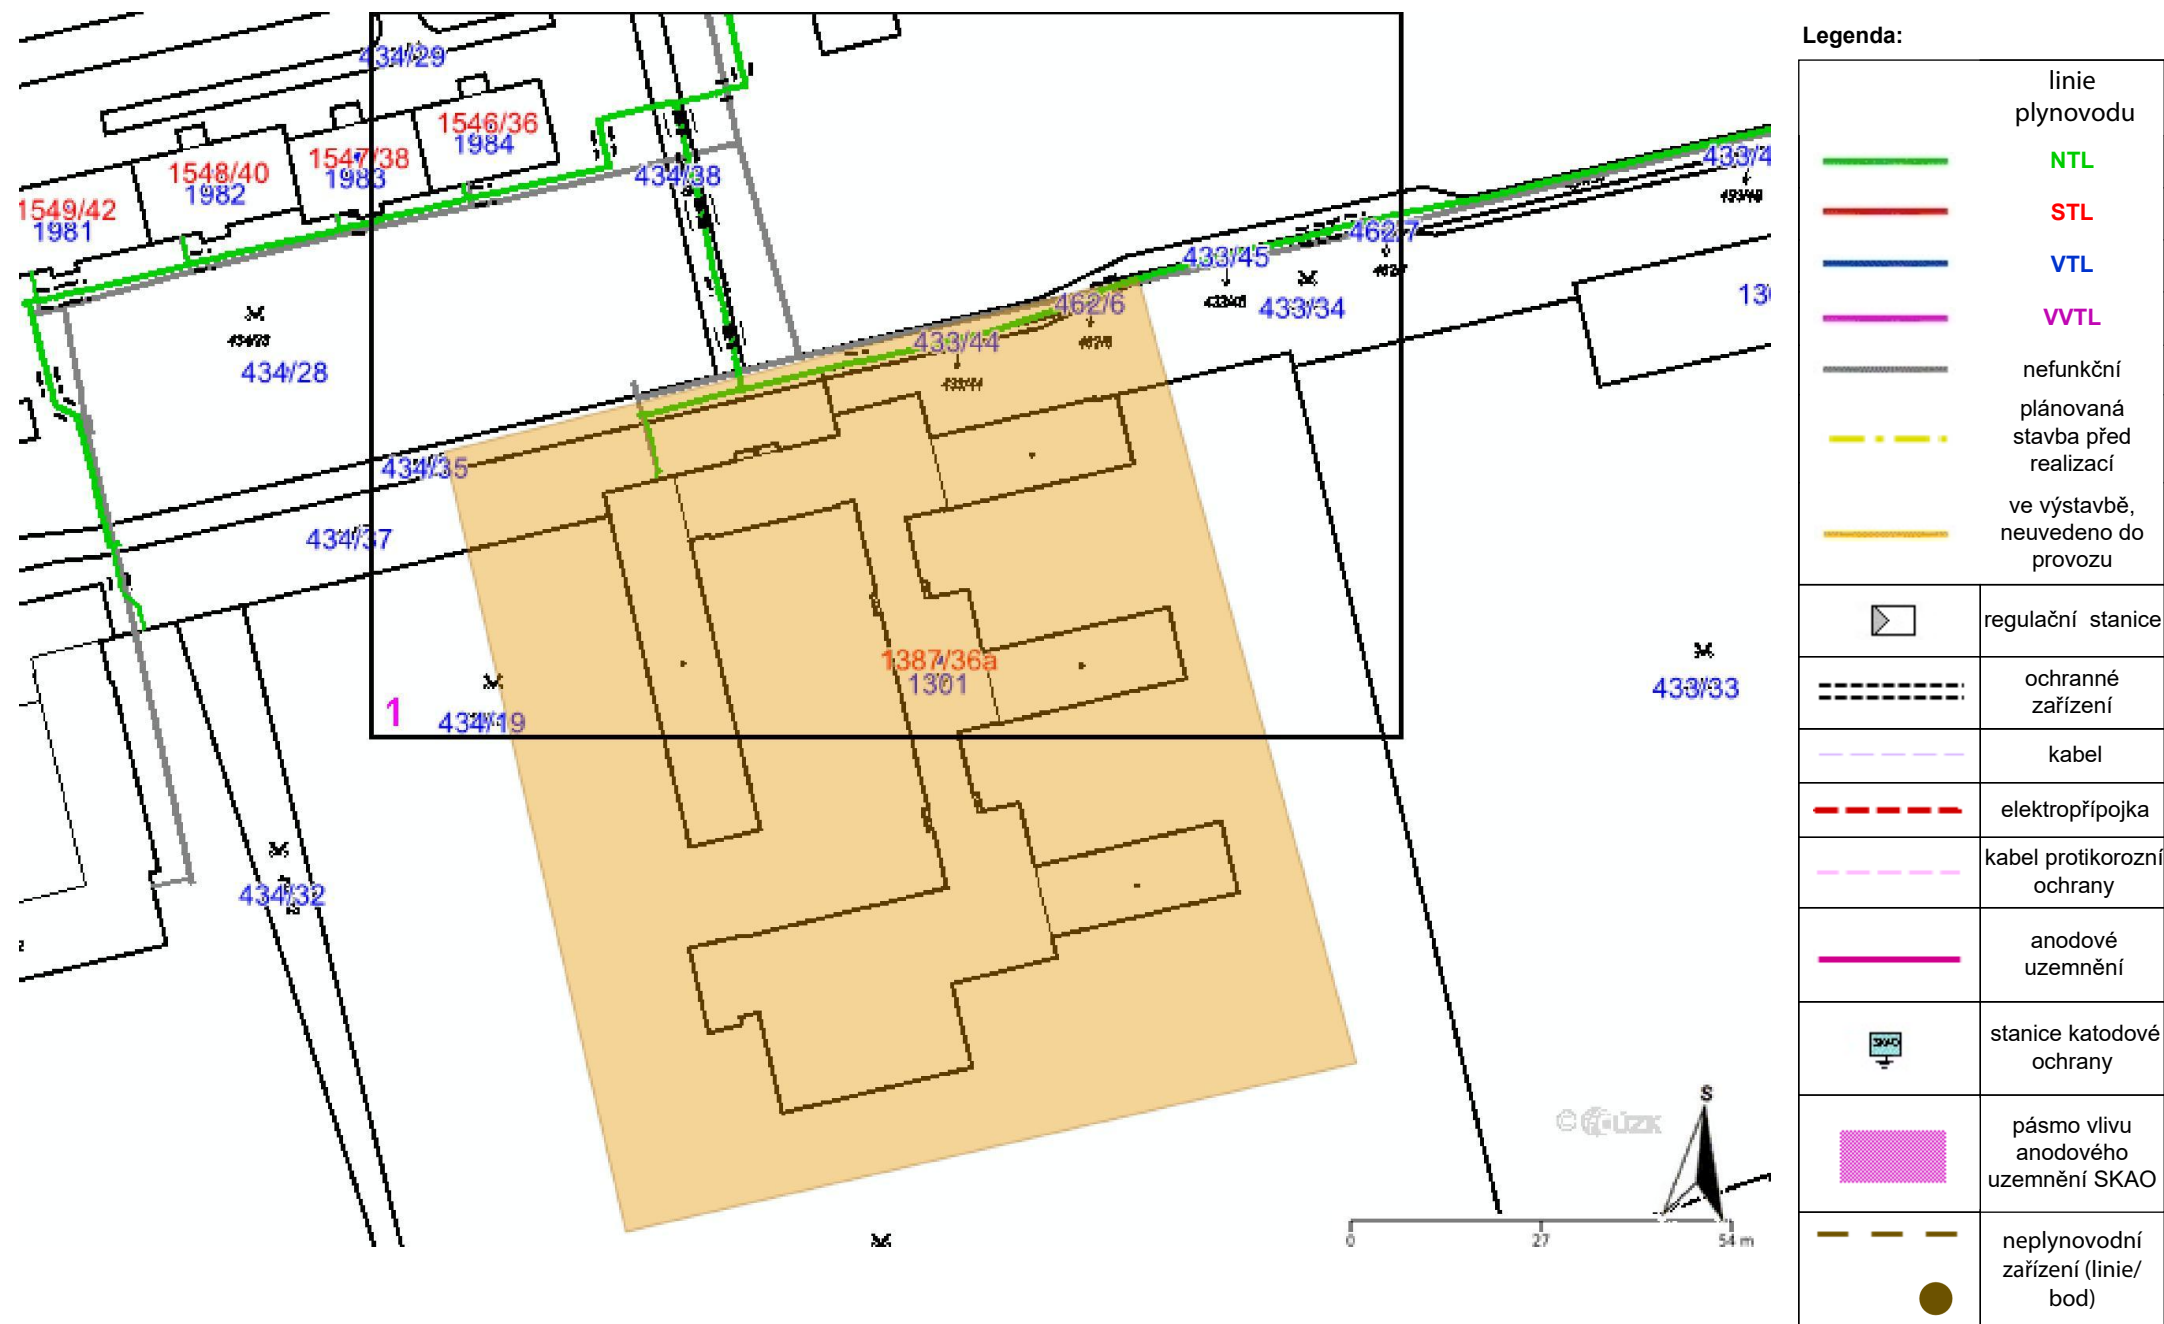 434/29
1546/36
1984
1547/38
1983
1548/40
1982
1549/42
1981
434/38
433/4
433/45
462/7
433/34
462/6
433/44
434/28
434/35
434/37
1387/36a
1301
434/19
1
433/33
434/32
S
0 27 54 m
Legenda:
linie
plynovodu
NTL
STL
VTL
VVTL
nefunkční
plánovaná
stavba před
realizací
ve výstavbě,
neuvedeno do
provozu
regulační stanice
ochranné
zařízení
kabel
elektropřípojka
kabel protikorozní
ochrany
anodové
uzemnění
stanice katodové
ochrany
pásmo vlivu
anodového
uzemnění SKAO
neplynovodní
zařízení (linie/
bod)